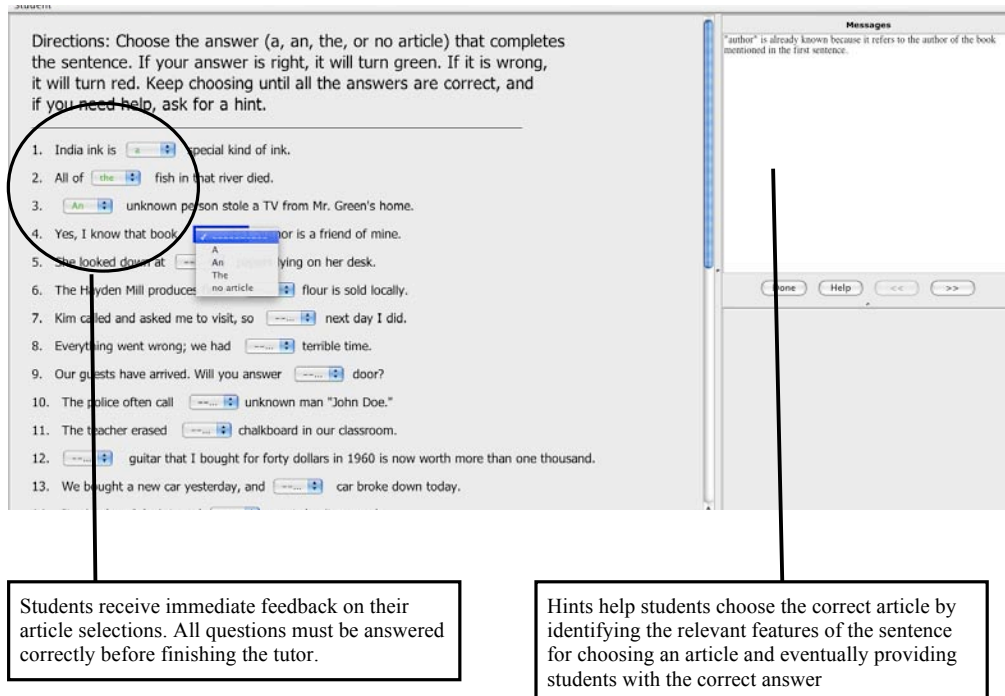 Student
Directions: Choose the answer (a, an, the, or no article) that completes
the sentence. If your answer is right, it will turn green. If it is wrong,
it will turn red. Keep choosing until all the answers are correct, and
if you need help, ask for a hint.
1. India ink is a special kind of ink.
2. All of the fish in that river died.
3. An unknown person stole a TV from Mr. Green's home.
4. Yes, I know that book. is a friend of mine.
A
An
The
no article
5. She looked down at --... lying on her desk.
6. The Hayden Mill produces flour is sold locally.
7. Kim called and asked me to visit, so --... next day I did.
8. Everything went wrong; we had --... terrible time.
9. Our guests have arrived. Will you answer --... door?
10. The police often call --... unknown man "John Doe."
11. The teacher erased --... chalkboard in our classroom.
12. --... guitar that I bought for forty dollars in 1960 is now worth more than one thousand.
13. We bought a new car yesterday, and --... car broke down today.
Messages
"author" is already known because it refers to the author of the book
mentioned in the first sentence.
Done Help << >>
Students receive immediate feedback on their
article selections. All questions must be answered
correctly before finishing the tutor.
Hints help students choose the correct article by
identifying the relevant features of the sentence
for choosing an article and eventually providing
students with the correct answer